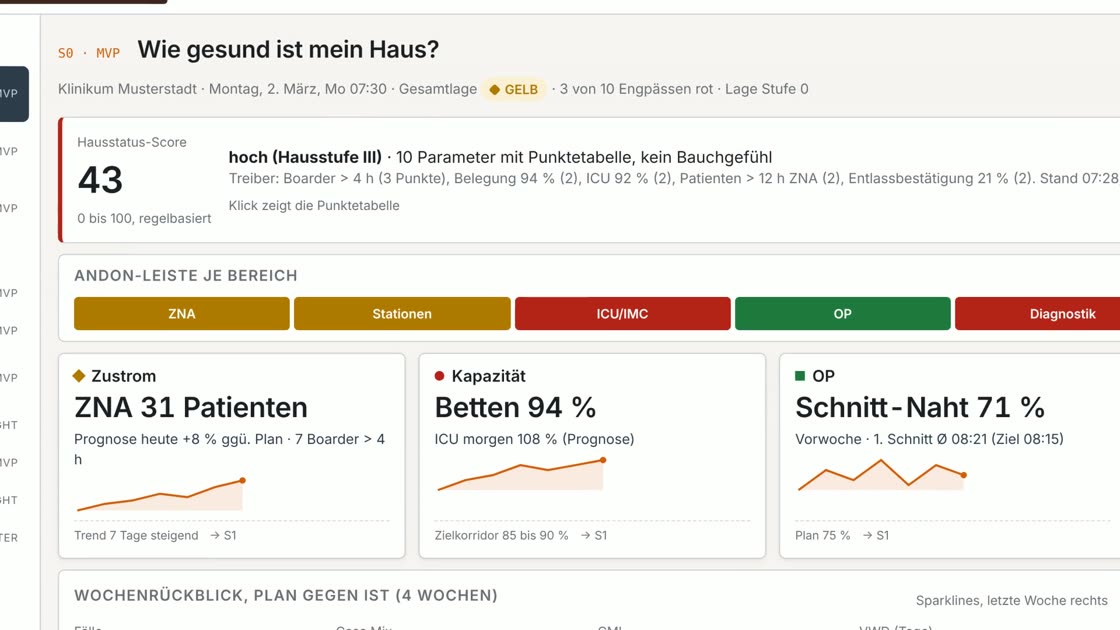 S0 · MVP Wie gesund ist mein Haus?
Klinikum Musterstadt · Montag, 2. März, Mo 07:30 · Gesamtlage GELB · 3 von 10 Engpässen rot · Lage Stufe 0
MVP
Hausstatus-Score
43
0 bis 100, regelbasiert
hoch (Hausstufe III) · 10 Parameter mit Punktetabelle, kein Bauchgefühl
Treiber: Boarder > 4 h (3 Punkte), Belegung 94 % (2), ICU 92 % (2), Patienten > 12 h ZNA (2), Entlassbestätigung 21 % (2). Stand 07:28
Klick zeigt die Punktetabelle
MVP
MVP
ANDON-LEISTE JE BEREICH
ZNA
Stationen
ICU/IMC
OP
Diagnostik
MVP
MVP
Zustrom
ZNA 31 Patienten
Prognose heute +8 % ggü. Plan · 7 Boarder > 4
h
Trend 7 Tage steigend → S1
Kapazität
Betten 94 %
ICU morgen 108 % (Prognose)
Zielkorridor 85 bis 90 % → S1
OP
Schnitt-Naht 71 %
Vorwoche · 1. Schnitt Ø 08:21 (Ziel 08:15)
Plan 75 % → S1
MVP
GHT
MVP
GHT
TER
WOCHENRÜCKBLICK, PLAN GEGEN IST (4 WOCHEN)
Sparklines, letzte Woche rechts